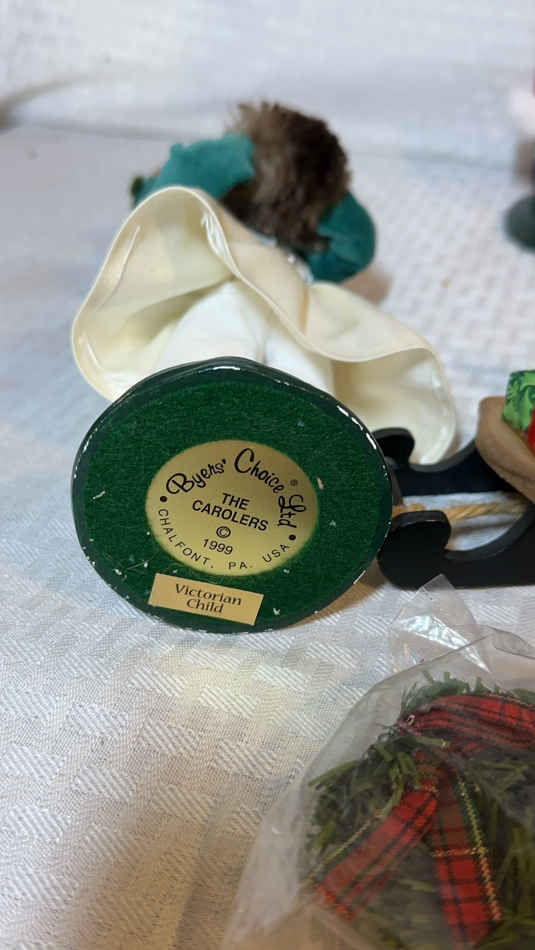 Byers' Choice Ltd®
THE
CAROLERS
©
1999
CHALFONT, PA. USA
Victorian
Child